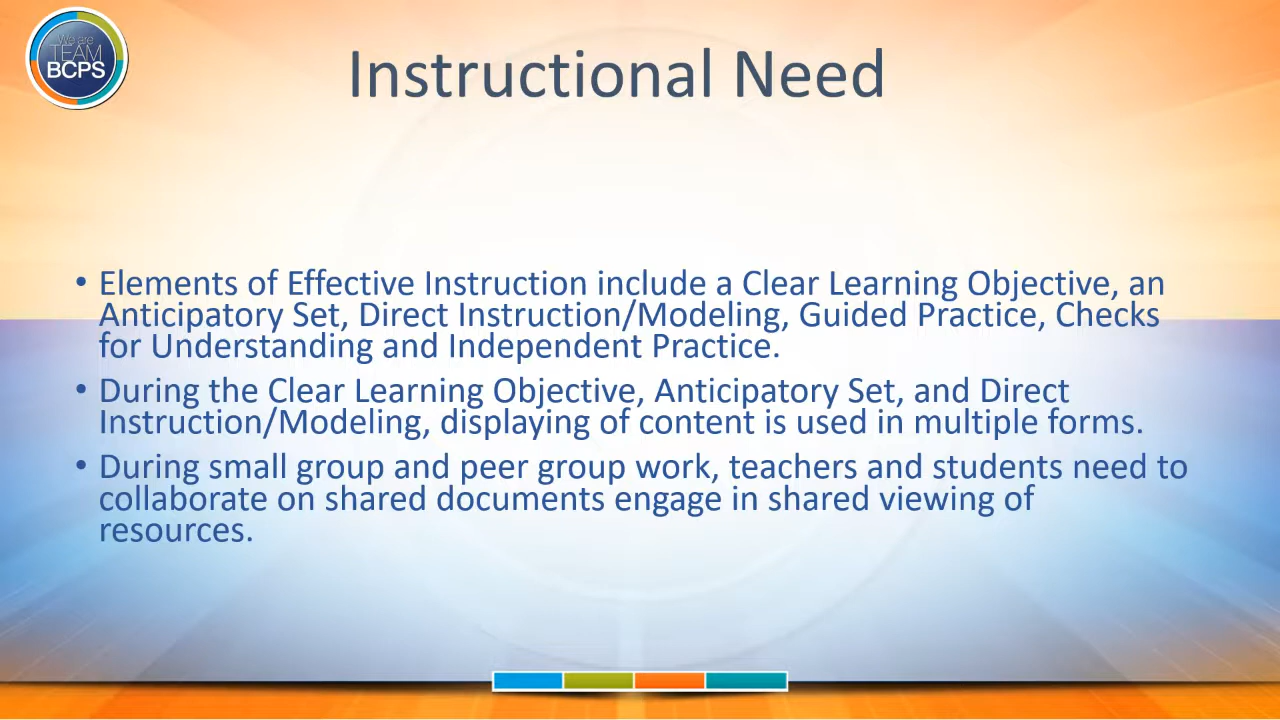 We are
TEAM
BCPS
Instructional Need
• Elements of Effective Instruction include a Clear Learning Objective, an
Anticipatory Set, Direct Instruction/Modeling, Guided Practice, Checks
for Understanding and Independent Practice.
• During the Clear Learning Objective, Anticipatory Set, and Direct
Instruction/Modeling, displaying of content is used in multiple forms.
• During small group and peer group work, teachers and students need to
collaborate on shared documents engage in shared viewing of
resources.